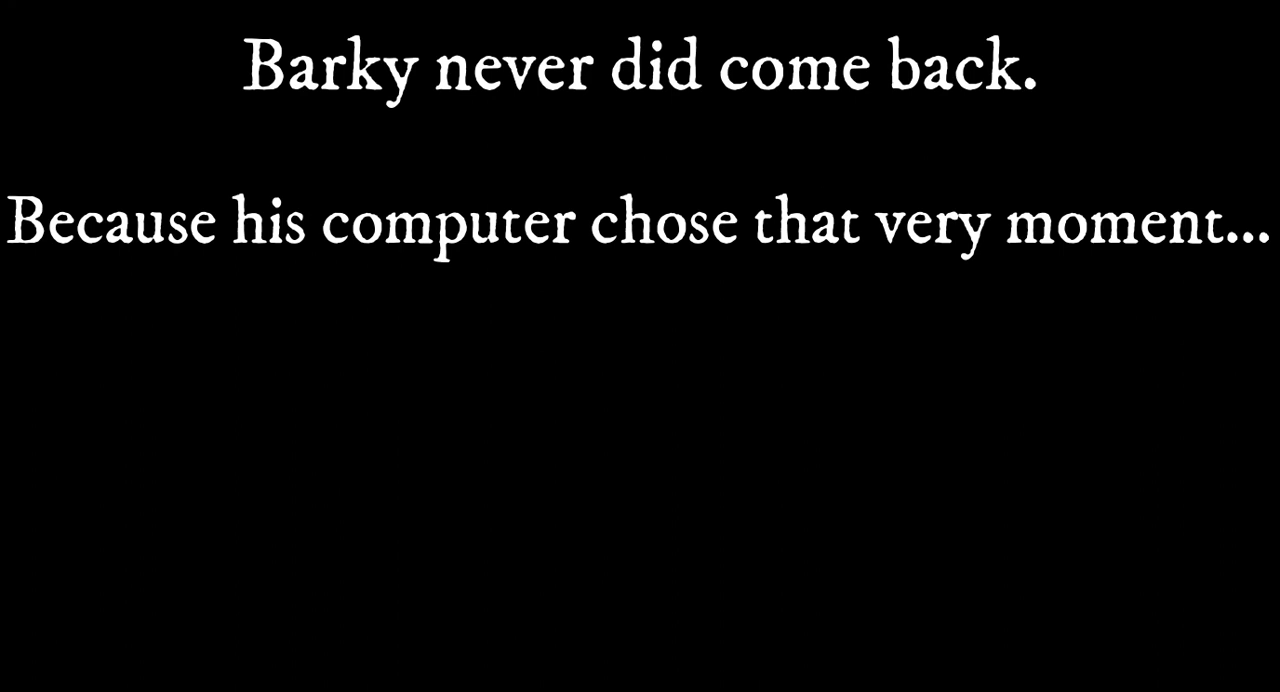 Barky never did come back.
Because his computer chose that very moment...